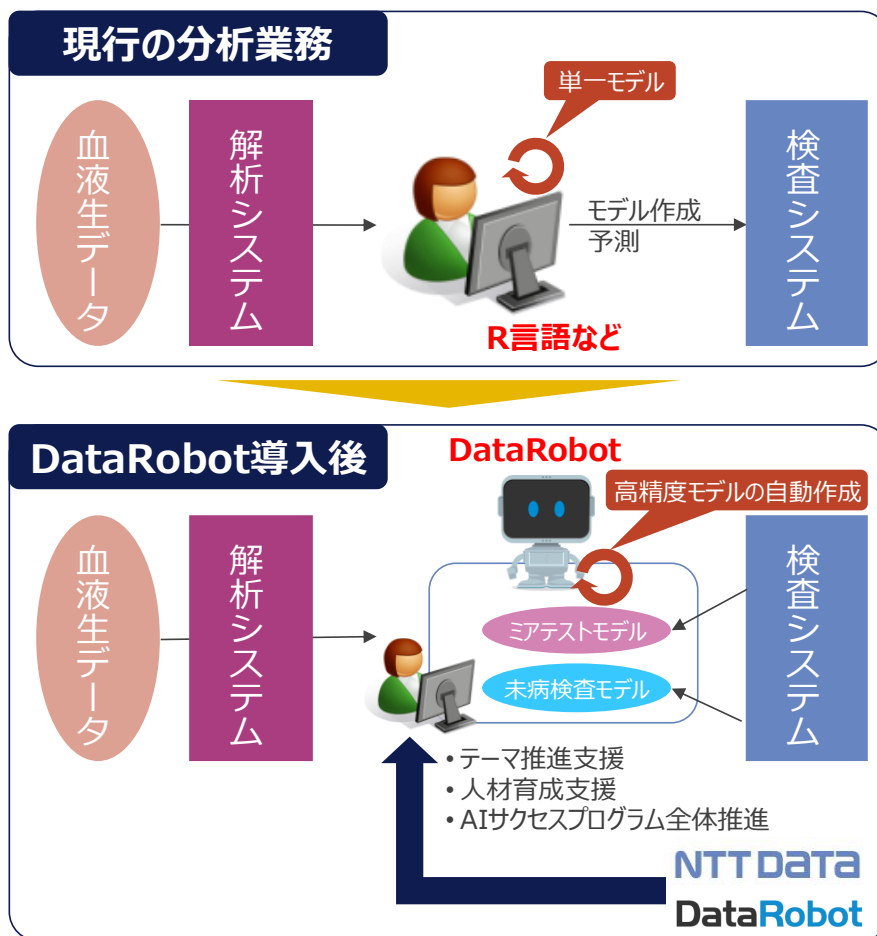 現行の分析業務
単一モデル
血液生データ
解析システム
モデル作成
予測
検査システム
R言語など
DataRobot導入後
DataRobot
高精度モデルの自動作成
血液生データ
解析システム
ミアテストモデル
未病検査モデル
検査システム
• テーマ推進支援
• 人材育成支援
• AIサクセスプログラム全体推進
NTT DATA
DataRobot